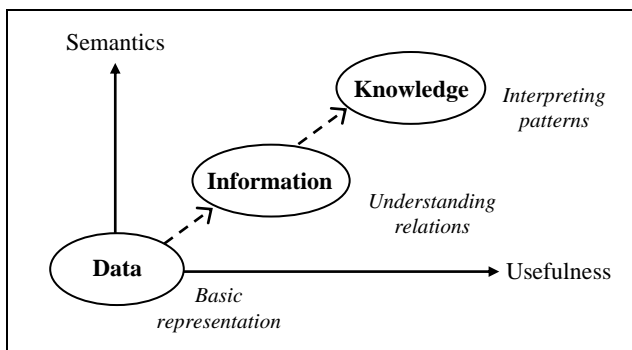 Semantics
Knowledge
Interpreting
patterns
Information
Understanding
relations
Data
Usefulness
Basic
representation